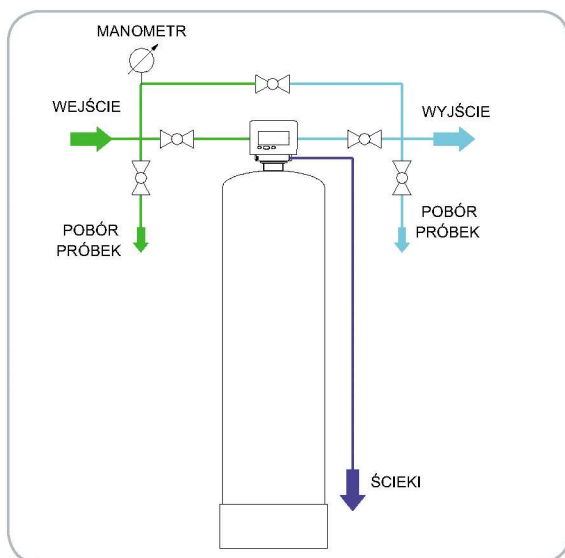 MANOMETR
WEJŚCIE
WYJŚCIE
POBÓR
PRÓBEK
POBÓR
PRÓBEK
ŚCIEKI